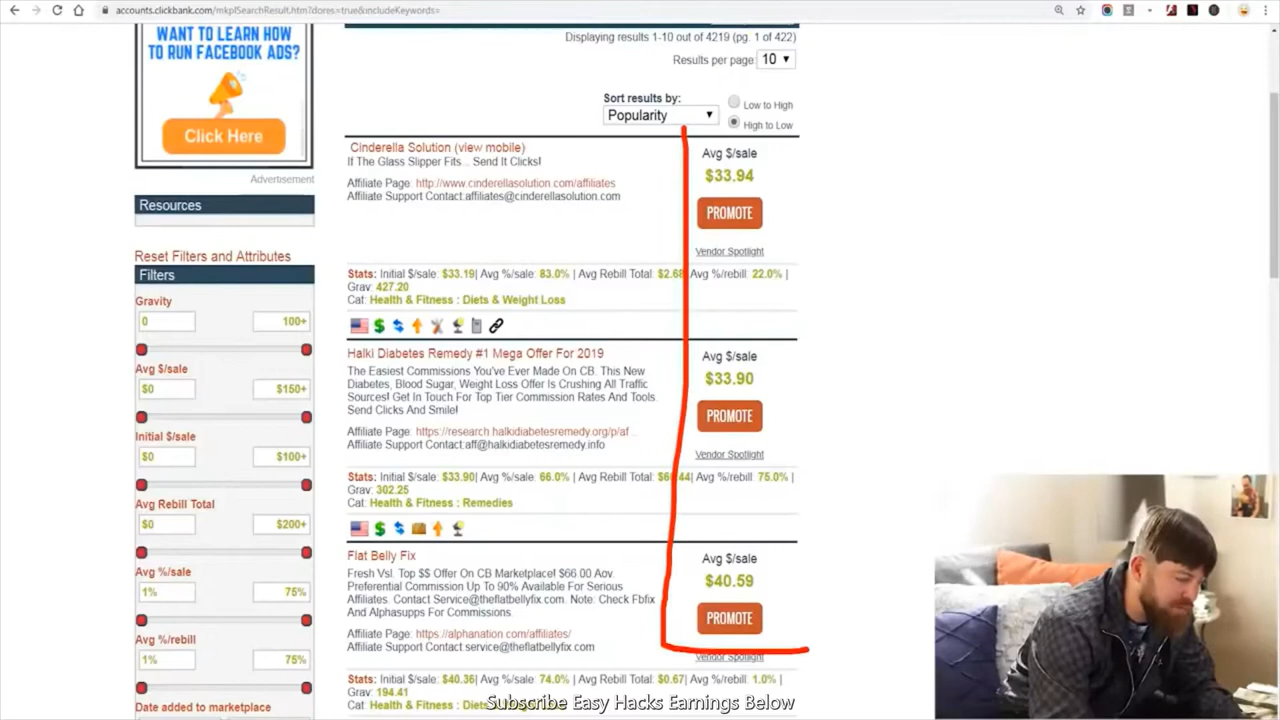 accounts.clickbank.com/mkplSearchResult.htm?dores=true&includeKeywords=
WANT TO LEARN HOW
TO RUN FACEBOOK ADS?
Click Here
Advertisement
Resources
Reset Filters and Attributes
Filters
Gravity
0 100+
Avg $/sale
$0 $150+
Initial $/sale
$0 $100+
Avg Rebill Total
$0 $200+
Avg %/sale
1% 75%
Avg %/rebill
1% 75%
Date added to marketplace
Displaying results 1-10 out of 4219 (pg. 1 of 422)
Results per page: 10
Sort results by:
Popularity
Low to High
High to Low
Cinderella Solution (view mobile)
If The Glass Slipper Fits... Send It Clicks!
Affiliate Page: http://www.cinderellasolution.com/affiliates
Affiliate Support Contact:affiliates@cinderellasolution.com
Avg $/sale
$33.94
PROMOTE
Vendor Spotlight
Stats: Initial $/sale: $33.19| Avg %/sale: 83.0% | Avg Rebill Total: $2.68| Avg %/rebill: 22.0% |
Grav: 427.20
Cat: Health & Fitness : Diets & Weight Loss
Halki Diabetes Remedy #1 Mega Offer For 2019
The Easiest Commissions You've Ever Made On CB. This New
Diabetes, Blood Sugar, Weight Loss Offer Is Crushing All Traffic
Sources! Get In Touch For Top Tier Commission Rates And Tools.
Send Clicks And Smile!
Affiliate Page: https://research.halkidiabetesremedy.org/p/af...
Affiliate Support Contact:aff@halkidiabetesremedy.info
Avg $/sale
$33.90
PROMOTE
Vendor Spotlight
Stats: Initial $/sale: $33.90| Avg %/sale: 66.0% | Avg Rebill Total: 44| Avg %/rebill: 75.0% |
Grav: 302.25
Cat: Health & Fitness : Remedies
Flat Belly Fix
Fresh Vsl. Top $$ Offer On CB Marketplace! $66.00 Aov.
Preferential Commission Up To 90% Available For Serious
Affiliates. Contact Service@theflatbellyfix.com. Note: Check Fbfix
And Alphasupps For Commissions.
Affiliate Page: https://alphanation.com/affiliates/
Affiliate Support Contact service@theflatbellyfix.com
Avg $/sale
$40.59
PROMOTE
Vendor Spotlight
Stats: Initial $/sale: $40.36| Avg %/sale: 74.0% | Avg Rebill Total: $0.67| Avg %/rebill: 1.0% |
Grav: 194.41
Cat: Health & Fitness : Diets
Subscribe Easy Hacks Earnings Below